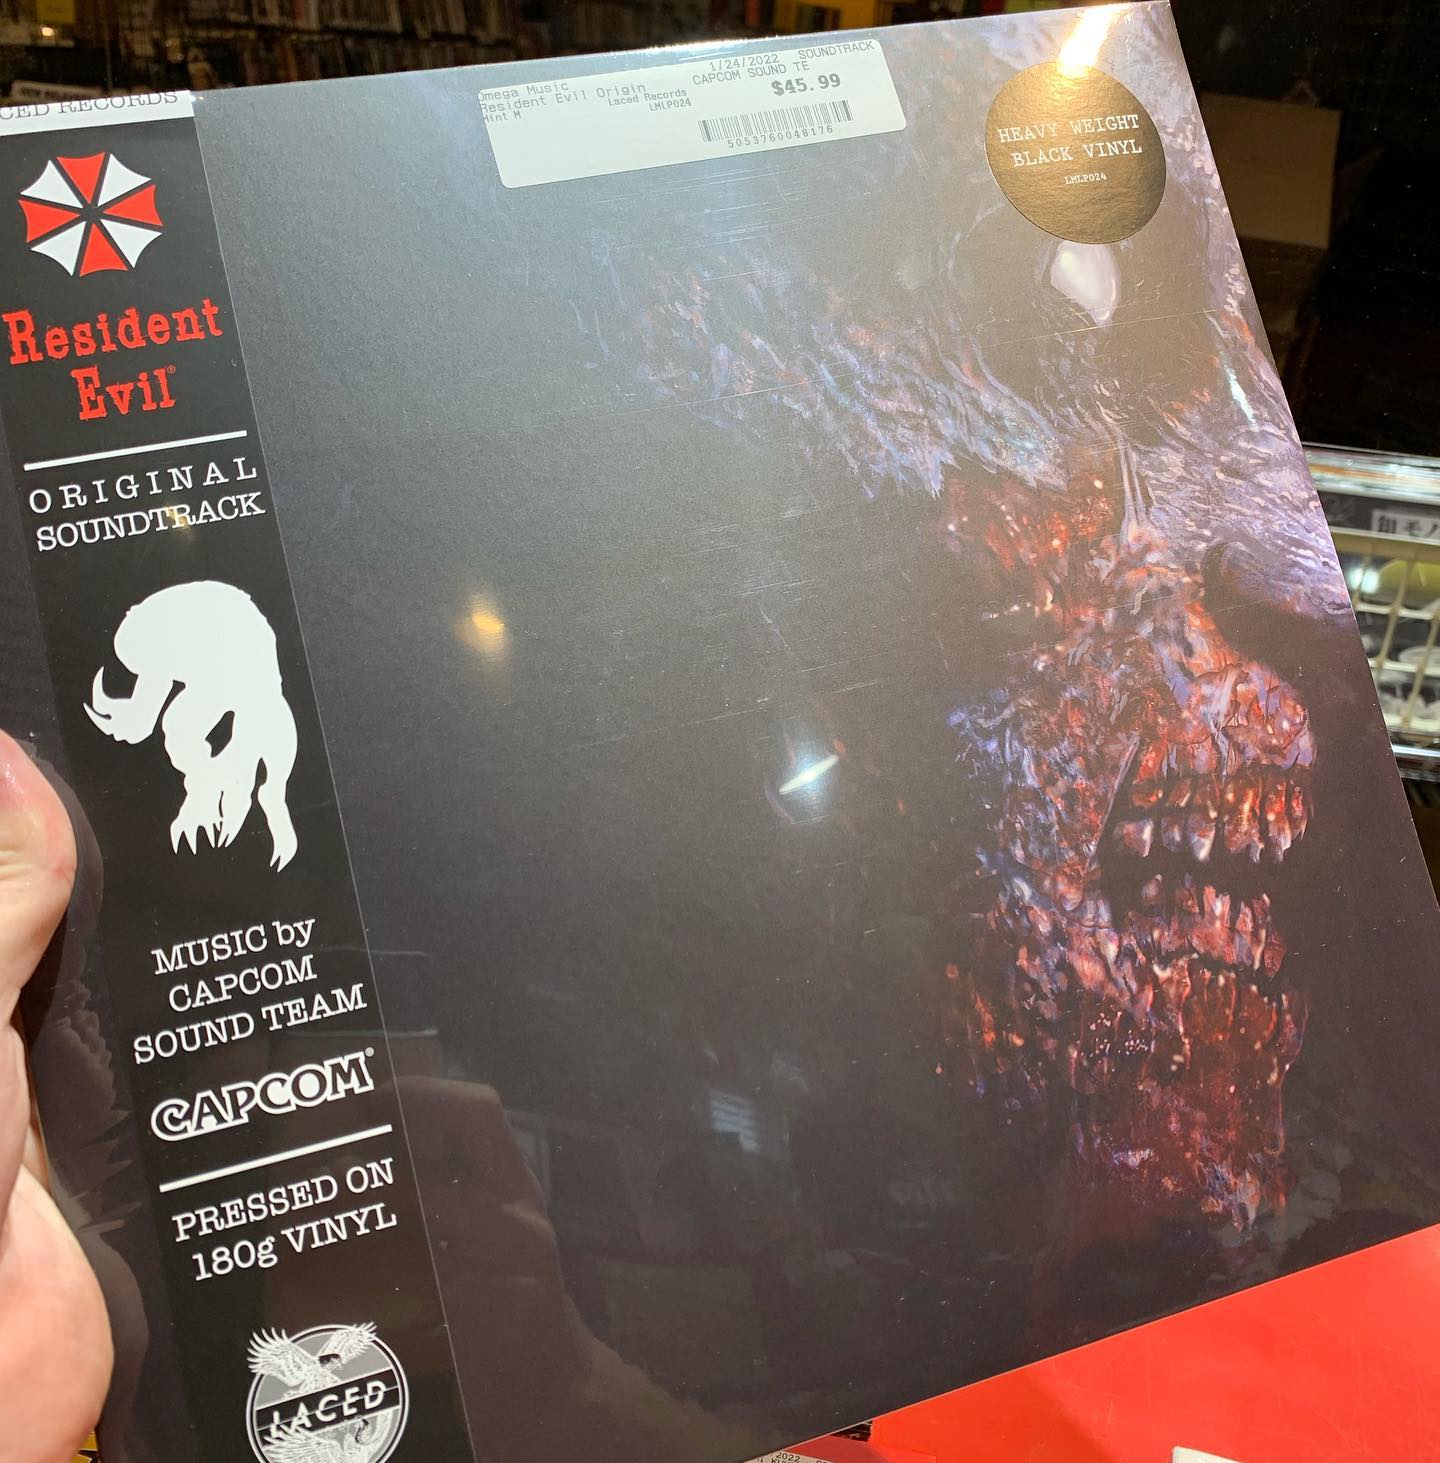 CED RECORDS
Resident
Evil®
ORIGINAL
SOUNDTRACK
MUSIC by
CAPCOM
SOUND TEAM
CAPCOM®
PRESSED ON
180g VINYL
LACED
Omega Music
Resident Evil Origin
Laced Records
Mint M
LMLP024
1/24/2022 SOUNDTRACK
CAPCOM SOUND TE
$45.99
5053760048176
HEAVY WEIGHT
BLACK VINYL
LMLP024
2022